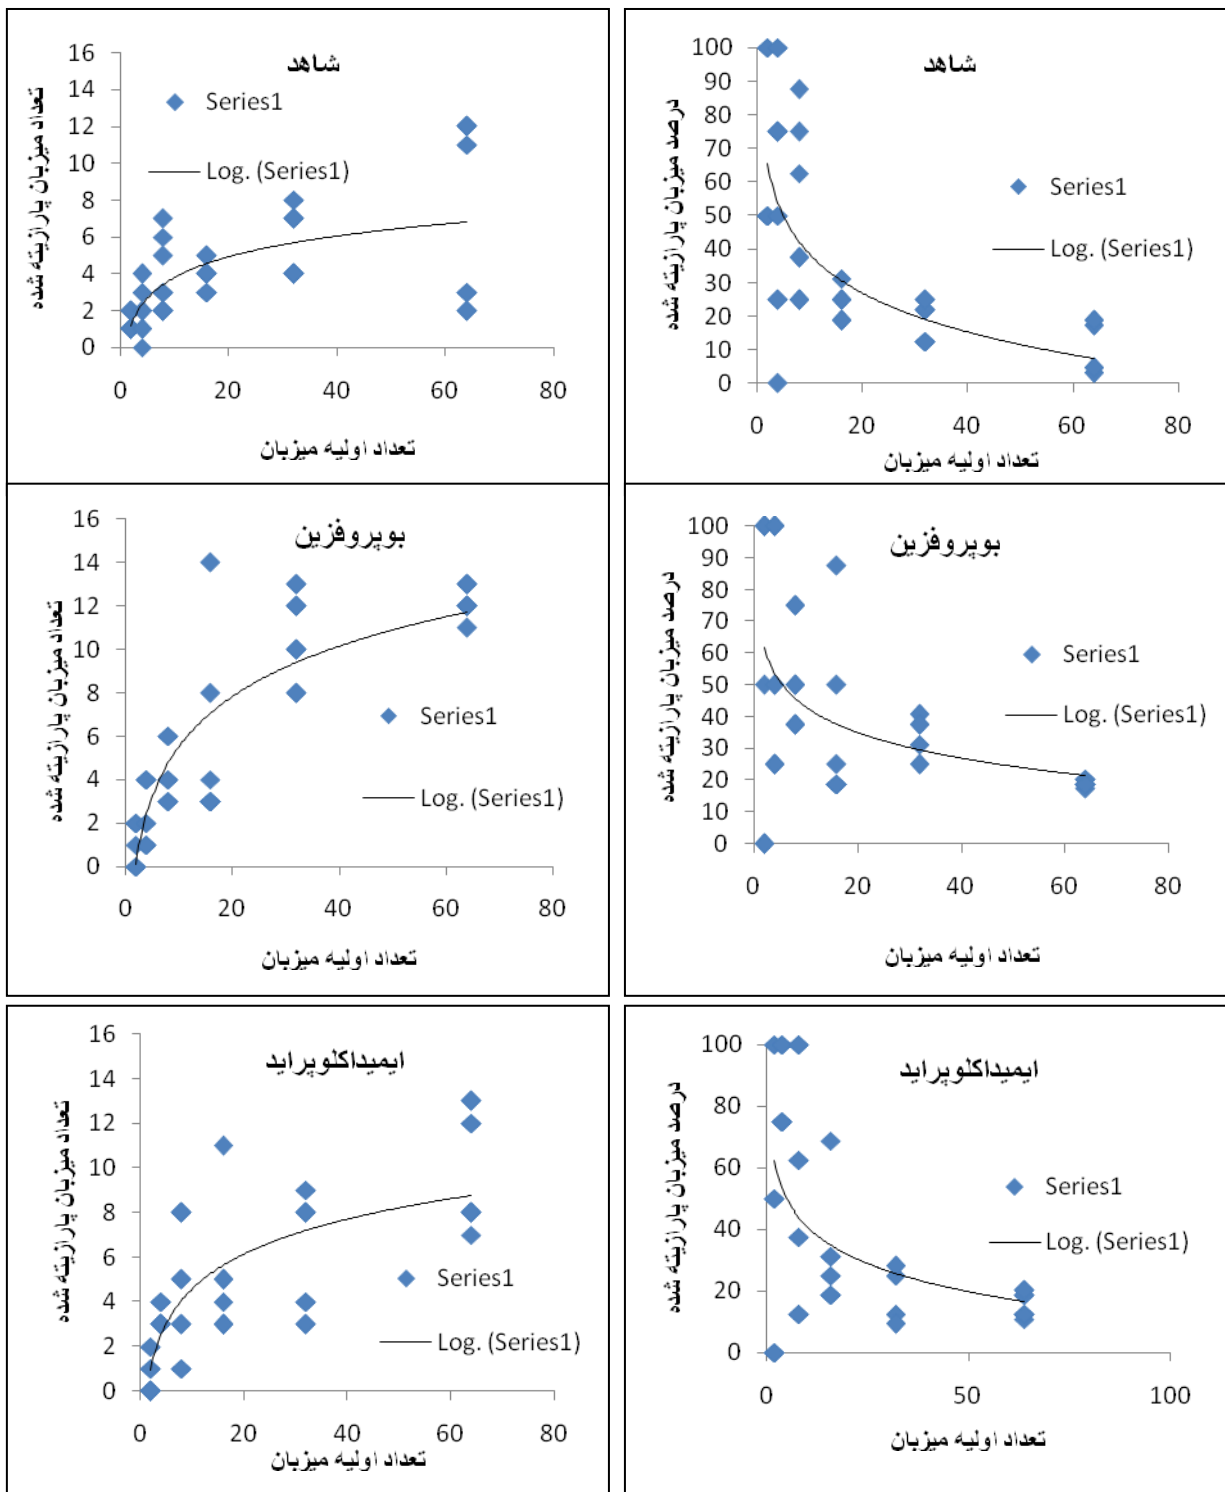 شاهد
تعداد میزبان پارازیته شده
16
14
12
10
8
6
4
2
0
Series1
Log. (Series1)
0 20 40 60 80
تعداد اولیه میزبان
شاهد
درصد میزبان پارازیته شده
100
90
80
70
60
50
40
30
20
10
0
Series1
Log. (Series1)
0 20 40 60 80
تعداد اولیه میزبان
بوپروفزین
تعداد میزبان پارازیته شده
16
14
12
10
8
6
4
2
0
Series1
Log. (Series1)
0 20 40 60 80
تعداد اولیه میزبان
بوپروفزین
درصد میزبان پارازیته شده
100
90
80
70
60
50
40
30
20
10
0
Series1
Log. (Series1)
0 20 40 60 80
تعداد اولیه میزبان
ایمیداکلوپراید
تعداد میزبان پارازیته شده
16
14
12
10
8
6
4
2
0
Series1
Log. (Series1)
0 20 40 60 80
تعداد اولیه میزبان
ایمیداکلوپراید
درصد میزبان پارازیته شده
100
80
60
40
20
0
Series1
Log. (Series1)
0 50 100
تعداد اولیه میزبان